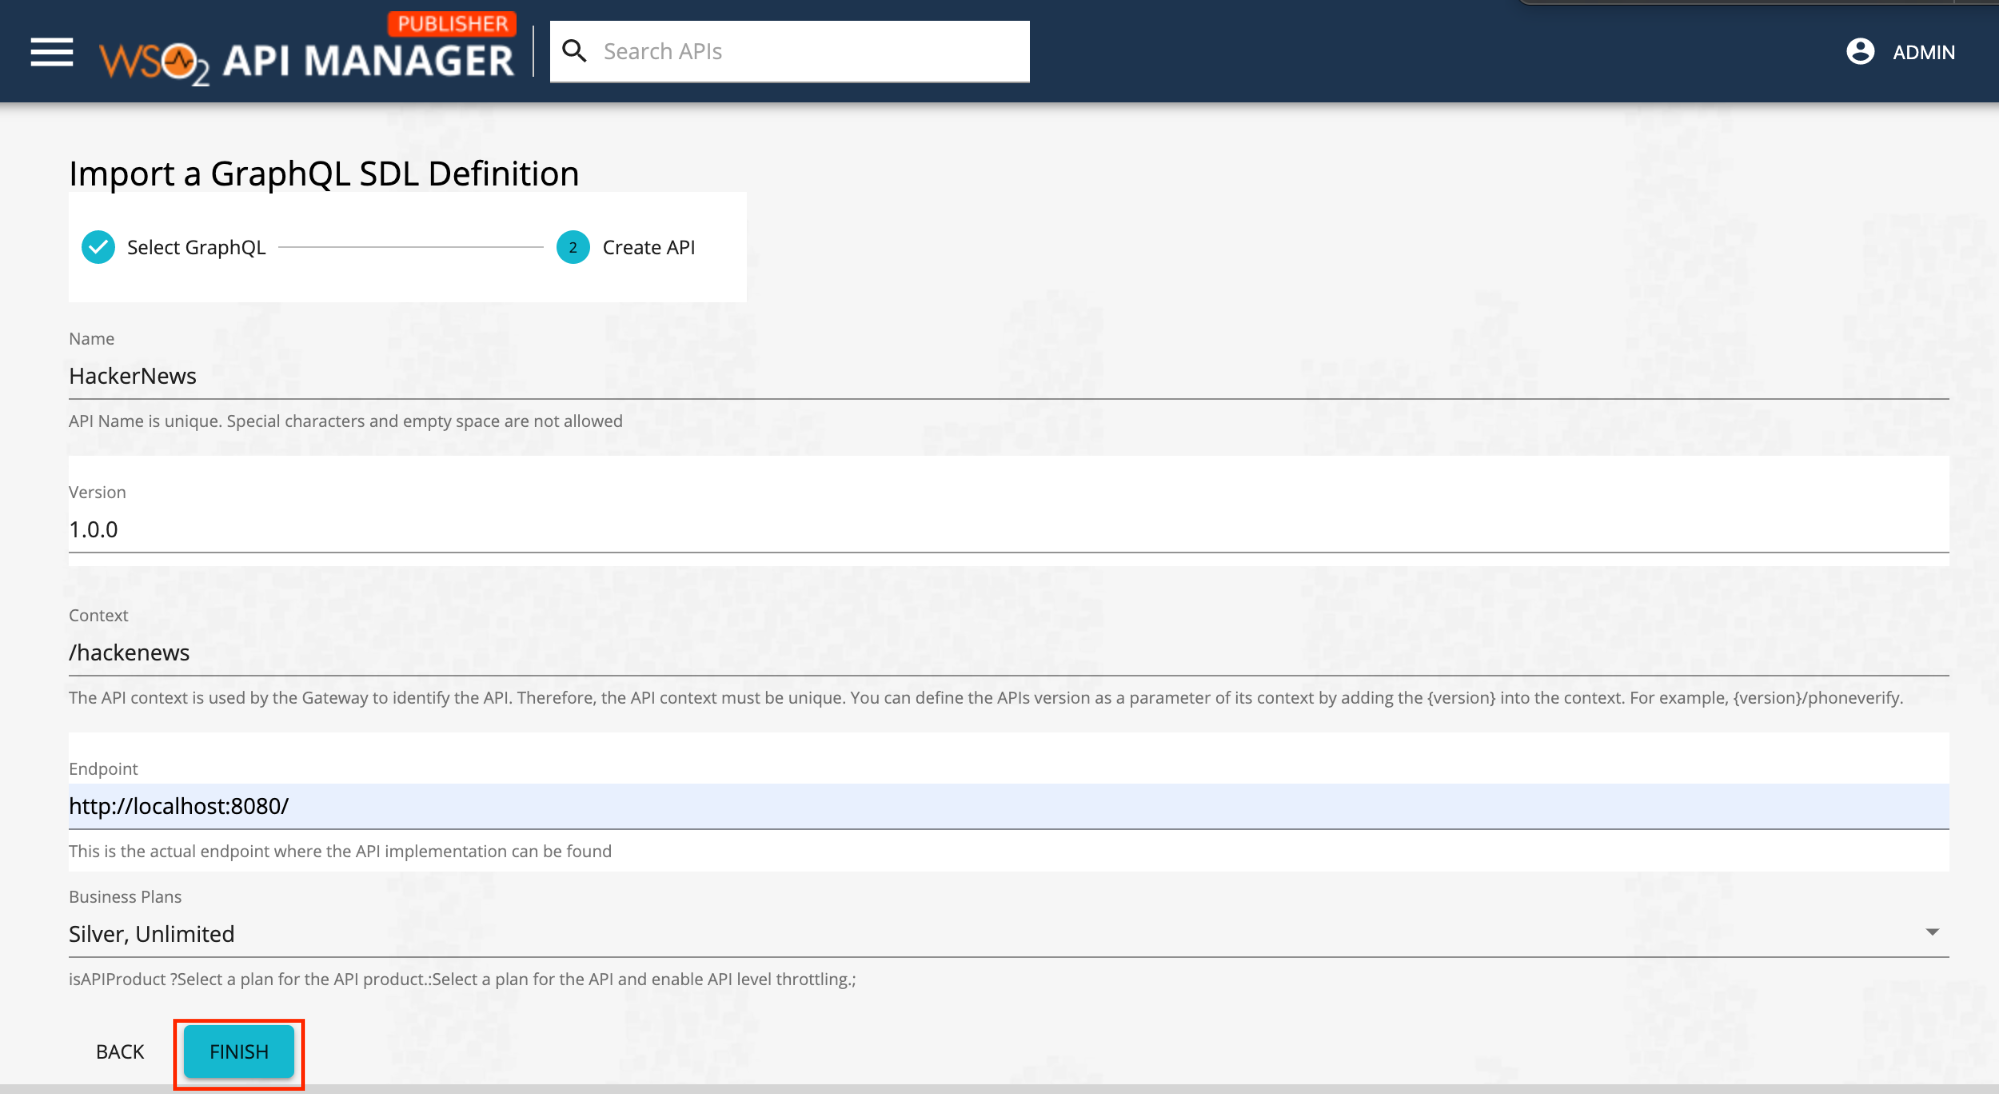 PUBLISHER
WSO2 API MANAGER
Search APIs
ADMIN
Import a GraphQL SDL Definition
Select GraphQL
2
Create API
Name
HackerNews
API Name is unique. Special characters and empty space are not allowed
Version
1.0.0
Context
/hackenews
The API context is used by the Gateway to identify the API. Therefore, the API context must be unique. You can define the APIs version as a parameter of its context by adding the {version} into the context. For example, {version}/phoneverify.
Endpoint
http://localhost:8080/
This is the actual endpoint where the API implementation can be found
Business Plans
Silver, Unlimited
isAPIProduct ?Select a plan for the API product.:Select a plan for the API and enable API level throttling.;
BACK
FINISH